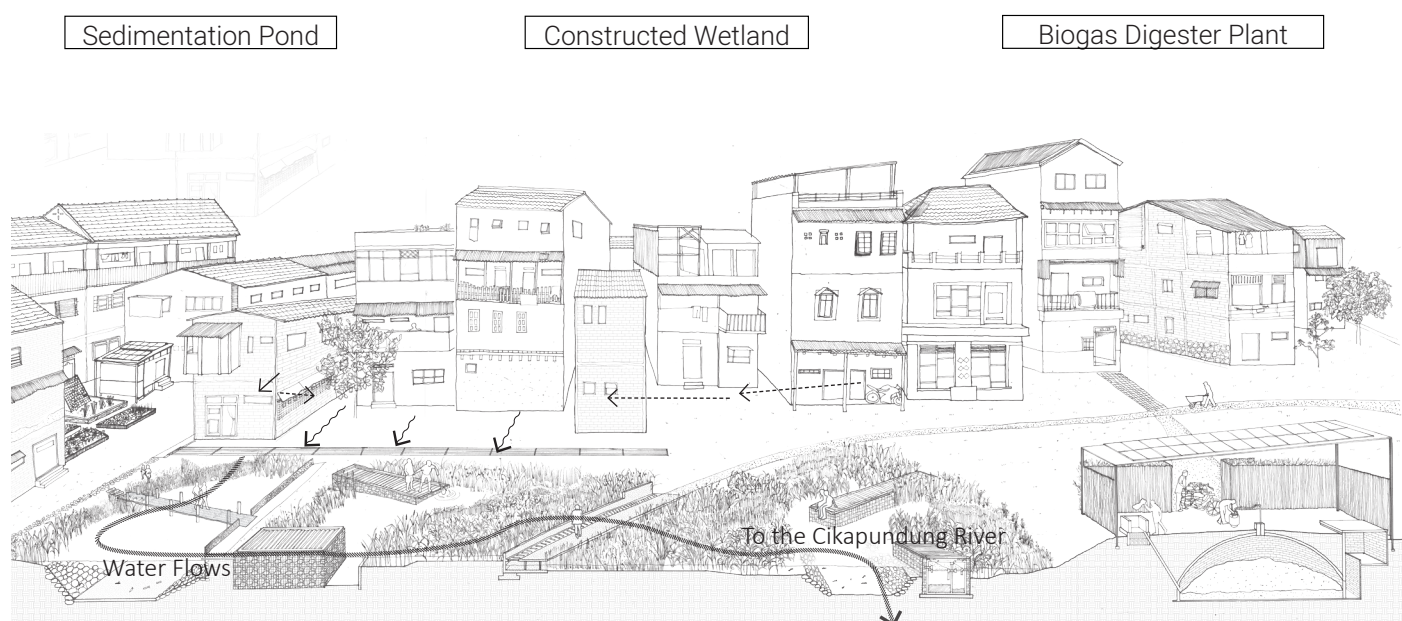 Sedimentation Pond
Constructed Wetland
Biogas Digester Plant
To the Cikapundung River
Water Flows